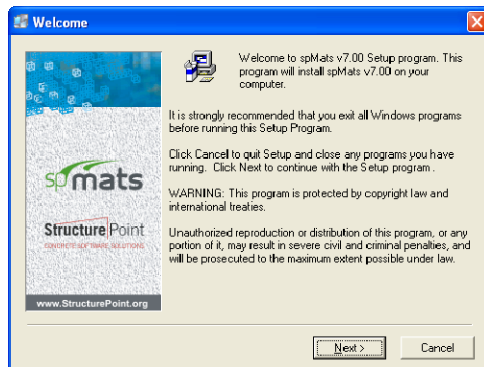 Welcome
Welcome to spMats v7.00 Setup program. This
program will install spMats v7.00 on your
computer.
It is strongly recommended that you exit all Windows programs
before running this Setup Program.
Click Cancel to quit Setup and close any programs you have
running. Click Next to continue with the Setup program.
WARNING: This program is protected by copyright law and
international treaties.
Unauthorized reproduction or distribution of this program, or any
portion of it, may result in severe civil and criminal penalties, and
will be prosecuted to the maximum extent possible under law.
spmats
StructurePoint
CONCRETE SOFTWARE SOLUTIONS
www.StructurePoint.org
Next >
Cancel